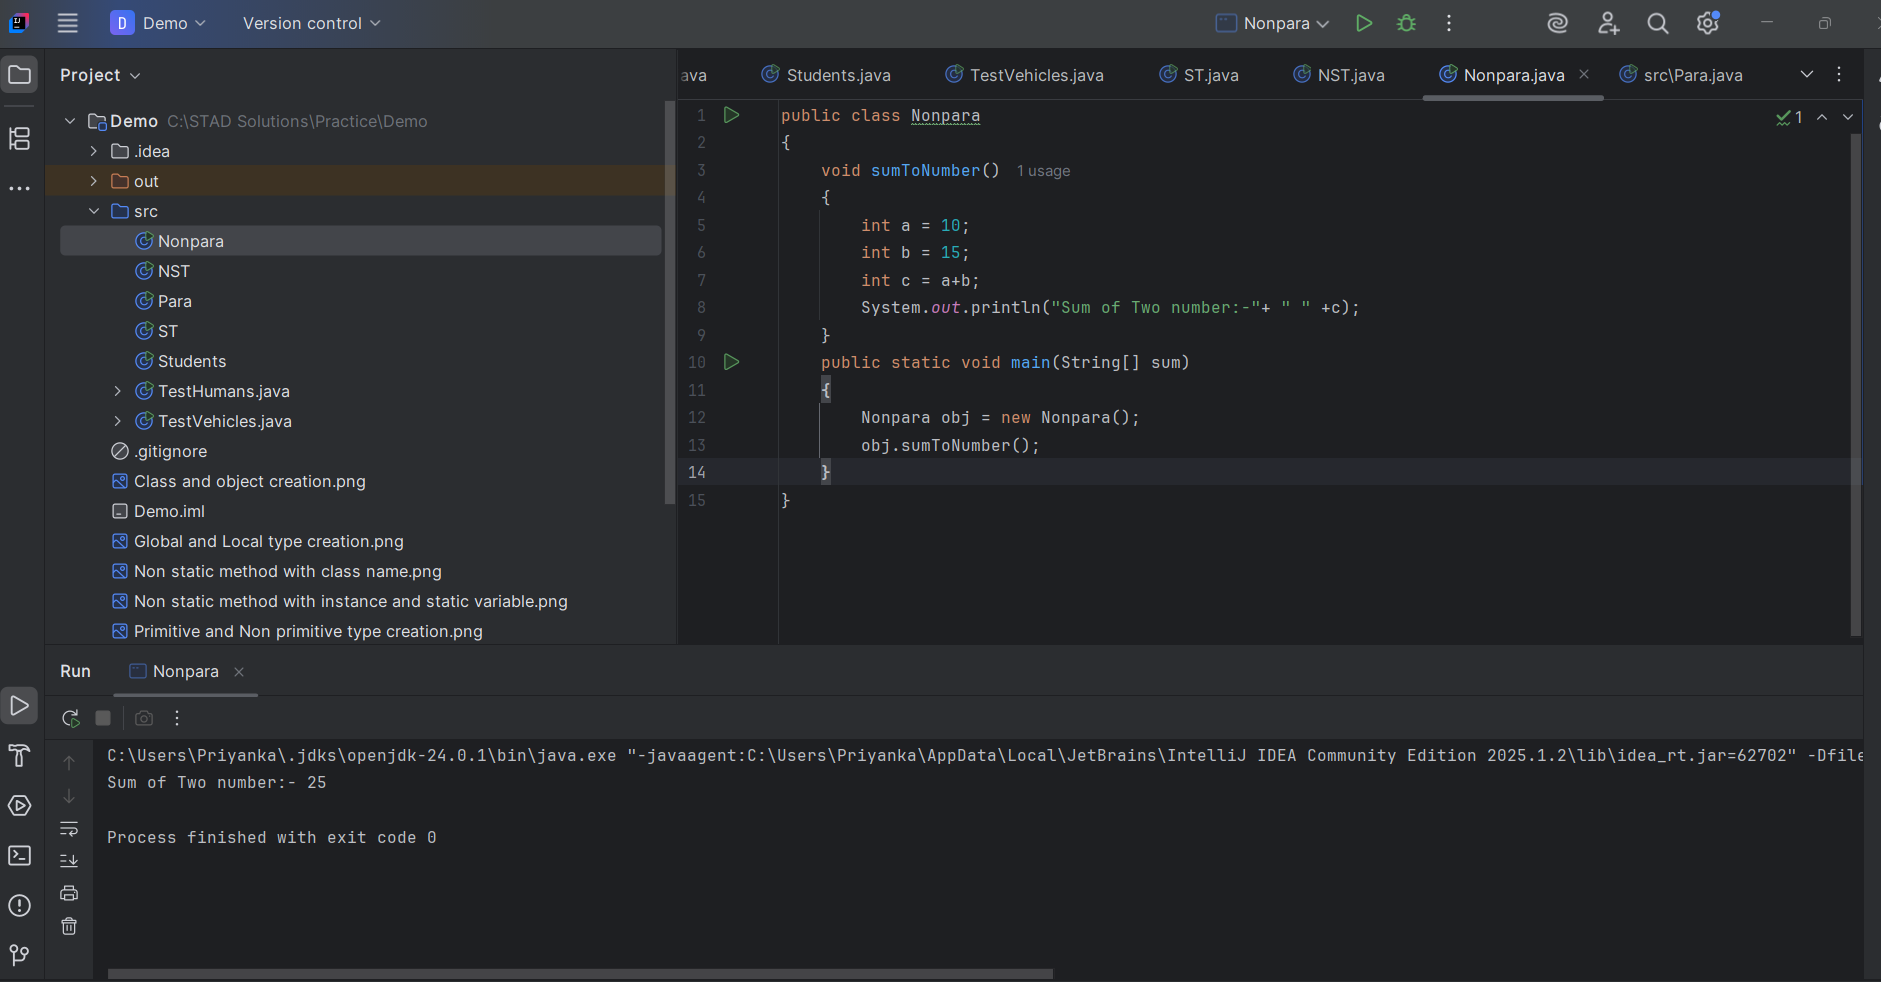 D Demo Version control Nonpara
Project
ava Students.java TestVehicles.java ST.java NST.java Nonpara.java src\Para.java
Demo C:\STAD Solutions\Practice\Demo
.idea
out
src
Nonpara
NST
Para
ST
Students
TestHumans.java
TestVehicles.java
.gitignore
Class and object creation.png
Demo.iml
Global and Local type creation.png
Non static method with class name.png
Non static method with instance and static variable.png
Primitive and Non primitive type creation.png
1 public class Nonpara
1
2 {
3 void sumToNumber() 1 usage
4 {
5 int a = 10;
6 int b = 15;
7 int c = a+b;
8 System.out.println("Sum of Two number:-"+ " " +c);
9 }
10 public static void main(String[] sum)
11 {
12 Nonpara obj = new Nonpara();
13 obj.sumToNumber();
14 }
15 }
Run Nonpara
C:\Users\Priyanka\.jdks\openjdk-24.0.1\bin\java.exe "-javaagent:C:\Users\Priyanka\AppData\Local\JetBrains\IntelliJ IDEA Community Edition 2025.1.2\lib\idea_rt.jar=62702" -Dfile
Sum of Two number:- 25
Process finished with exit code 0